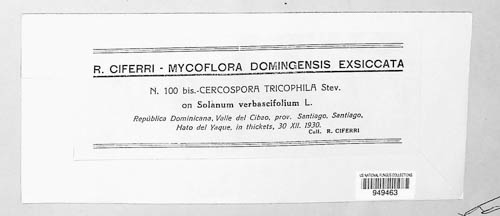 R. CIFERRI - MYCOFLORA DOMINGENSIS EXSICCATA
N. 100 bis.-CERCOSPORA TRICOPHILA Stev.
on Solanum verbascifolium L.
República Dominicana, Valle del Cibao, prov. Santiago, Santiago,
Hato del Yaque, in thickets, 30 XII. 1930.
Coll. R. CIFERRI
US NATIONAL FUNGUS COLLECTIONS
949463